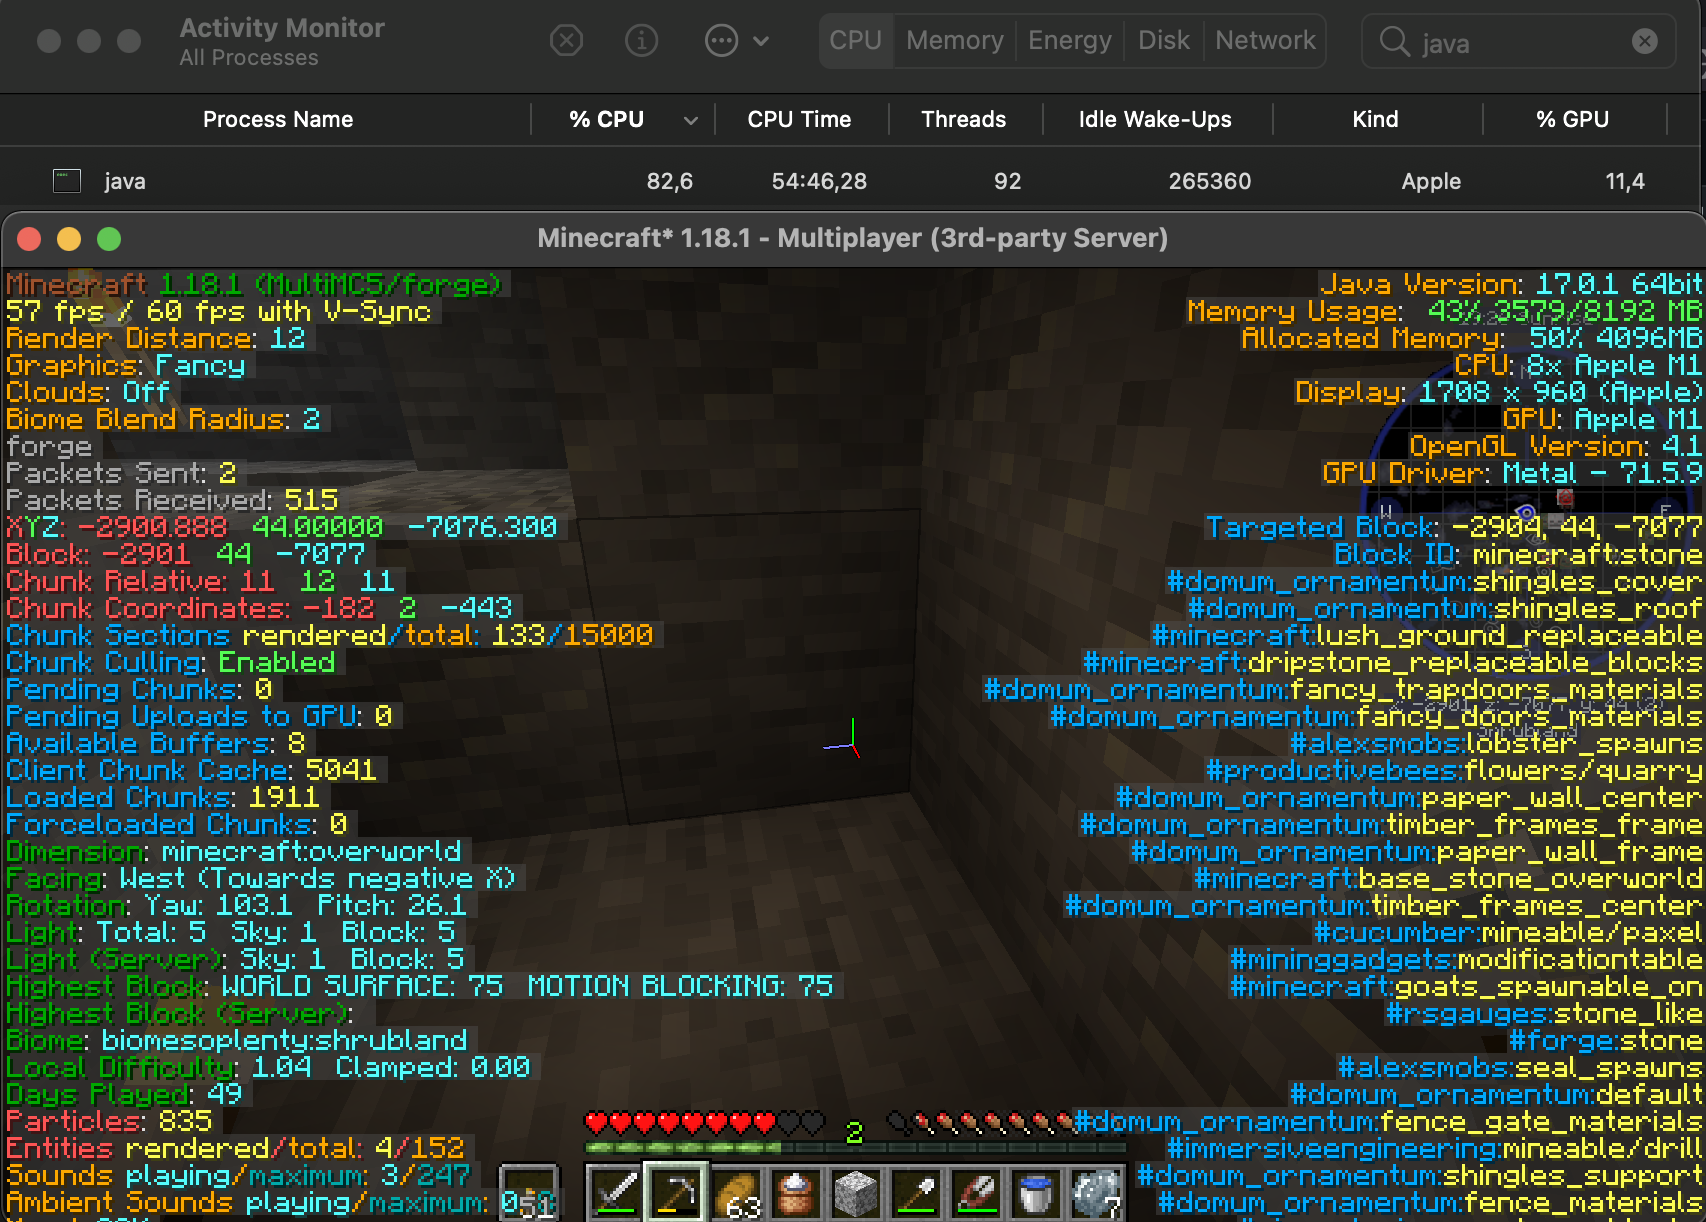 Activity Monitor
All Processes
CPU Memory Energy Disk Network
java
Process Name % CPU CPU Time Threads Idle Wake-Ups Kind % GPU
java 82,6 54:46,28 92 265360 Apple 11,4
Minecraft* 1.18.1 - Multiplayer (3rd-party Server)
Minecraft 1.18.1 (MultiMC5/forge)
57 fps / 60 fps with V-Sync
Render Distance: 12
Graphics: Fancy
Clouds: Off
Biome Blend Radius: 2
forge
Packets Sent: 2
Packets Received: 515
XYZ: -2900.888 44.00000 -7076.300
Block: -2901 44 -7077
Chunk Relative: 11 12 11
Chunk Coordinates: -182 2 -443
Chunk Sections rendered/total: 133/15000
Chunk Culling: Enabled
Pending Chunks: 0
Pending Uploads to GPU: 0
Available Buffers: 8
Client Chunk Cache: 5041
Loaded Chunks: 1911
Forceloaded Chunks: 0
Dimension: minecraft:overworld
Facing: West (Towards negative X)
Rotation: Yaw: 103.1 Pitch: 26.1
Light: Total: 5 Sky: 1 Block: 5
Light (Server): Sky: 1 Block: 5
Highest Block: WORLD SURFACE: 75 MOTION BLOCKING: 75
Highest Block (Server):
Biome: biomesoplenty:shrubland
Local Difficulty: 1.04 Clamped: 0.00
Days Played: 49
Particles: 835
Entities rendered/total: 4/152
Sounds playing/maximum: 3/247
Ambient Sounds playing/maximum:
Java Version: 17.0.1 64bit
Memory Usage: 43% 3579/8192 MB
Allocated Memory: 50% 4096MB
CPU: 8x Apple M1
Display: 1708 x 960 (Apple)
GPU: Apple M1
OpenGL Version: 4.1
GPU Driver: Metal - 71.5.9
W
Targeted Block: -2904, 44, -7077
Block ID: minecraft:stone
#domum_ornamentum:shingles_cover
#domum_ornamentum:shingles_roof
#minecraft:lush_ground_replaceable
#minecraft:dripstone_replaceable_blocks
#domum_ornamentum:fancy_trapdoors_materials
#domum_ornamentum:fancy_doors_materials
Shrubland
#alexsmobs:lobster_spawns
#productivebees:flowers/quarry
#domum_ornamentum:paper_wall_center
#domum_ornamentum:timber_frames_frame
#domum_ornamentum:paper_wall_frame
#minecraft:base_stone_overworld
#domum_ornamentum:timber_frames_center
#cucumber:mineable/paxel
#mininggadgets:modificationtable
#minecraft:goats_spawnable_on
#rsgauges:stone_like
#forge:stone
#alexsmobs:seal_spawns
#domum_ornamentum:default
#domum_ornamentum:fence_gate_materials
#immersiveengineering:mineable/drill
#domum_ornamentum:shingles_support
#domum_ornamentum:fence_materials
2
51 63 7